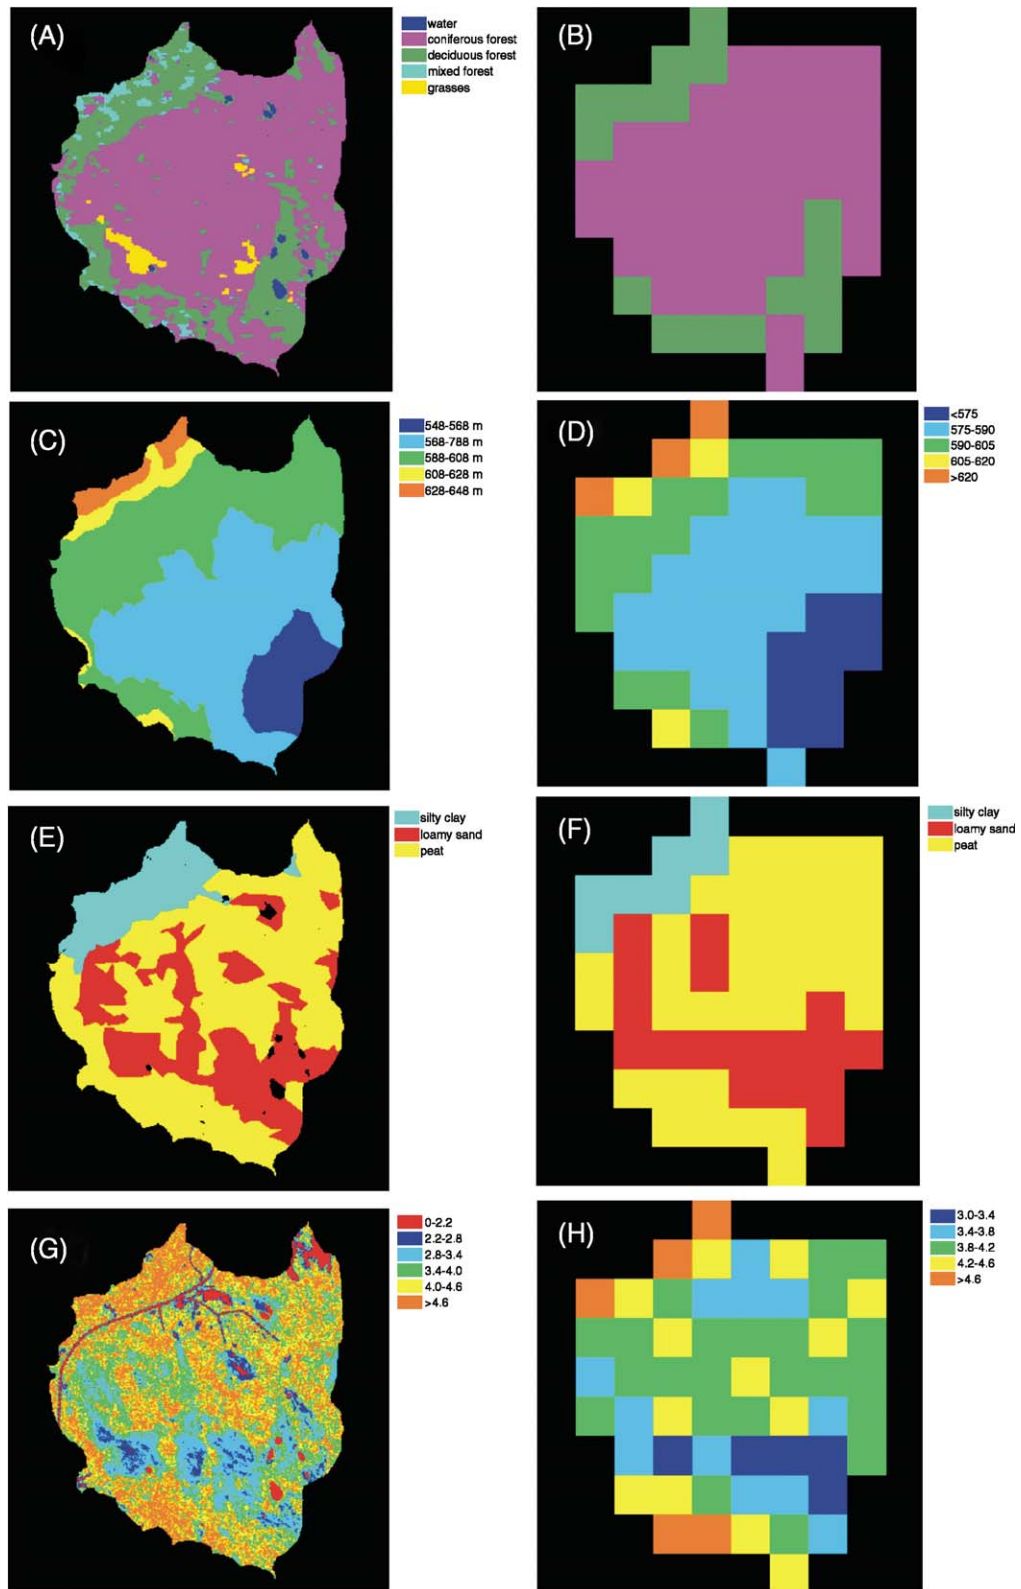 (A)
water
coniferous forest
deciduous forest
mixed forest
grasses
(B)
(C)
548-568 m
568-788 m
588-608 m
608-628 m
628-648 m
(D)
<575
575-590
590-605
605-620
>620
(E)
silty clay
loamy sand
peat
(F)
silty clay
loamy sand
peat
(G)
0-2.2
2.2-2.8
2.8-3.4
3.4-4.0
4.0-4.6
>4.6
(H)
3.0-3.4
3.4-3.8
3.8-4.2
4.2-4.6
>4.6